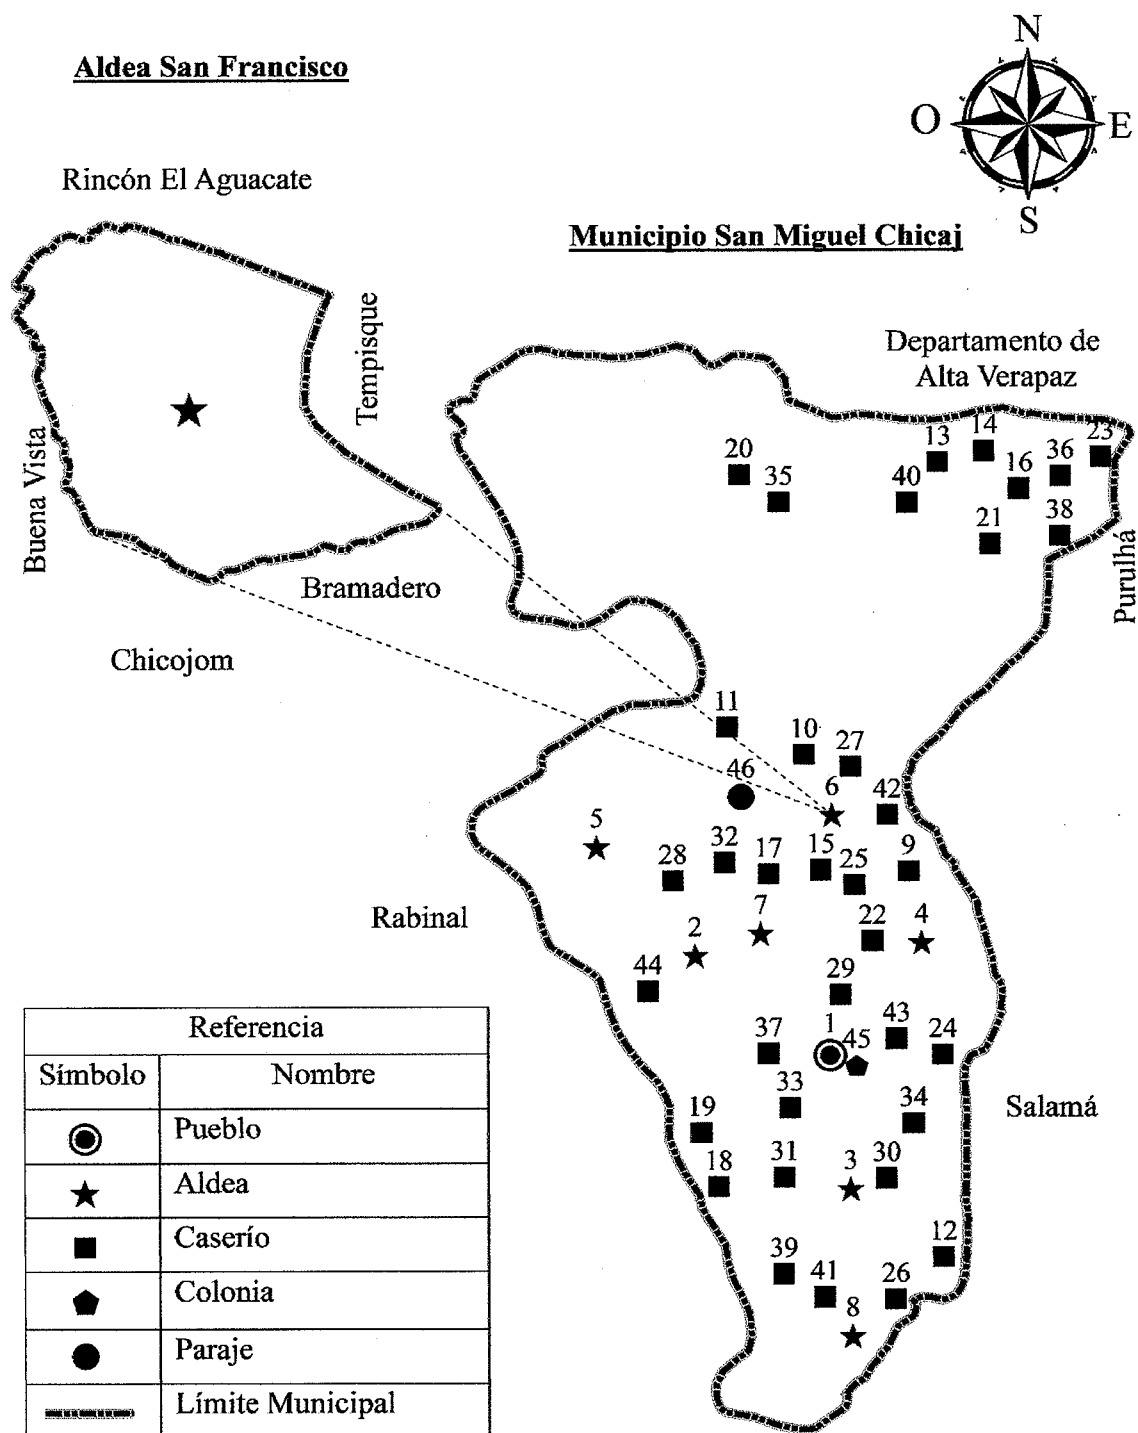 Aldea San Francisco
N
O
E
S
Rincón El Aguacate
Municipio San Miguel Chicaj
Tempisque
Buena Vista
Bramadero
Chicojom
Departamento de
Alta Verapaz
Purulhá
Rabinal
Salamá
14
23
13
36
20
16
35
40
38
21
11
10
27
46
6
42
5
32
15
9
28
17
25
7
22
4
2
44
29
1
43
37
45
24
33
34
19
31
3
30
18
12
39
41
26
8
Referencia
Símbolo Nombre
Pueblo
Aldea
Caserío
Colonia
Paraje
Límite Municipal